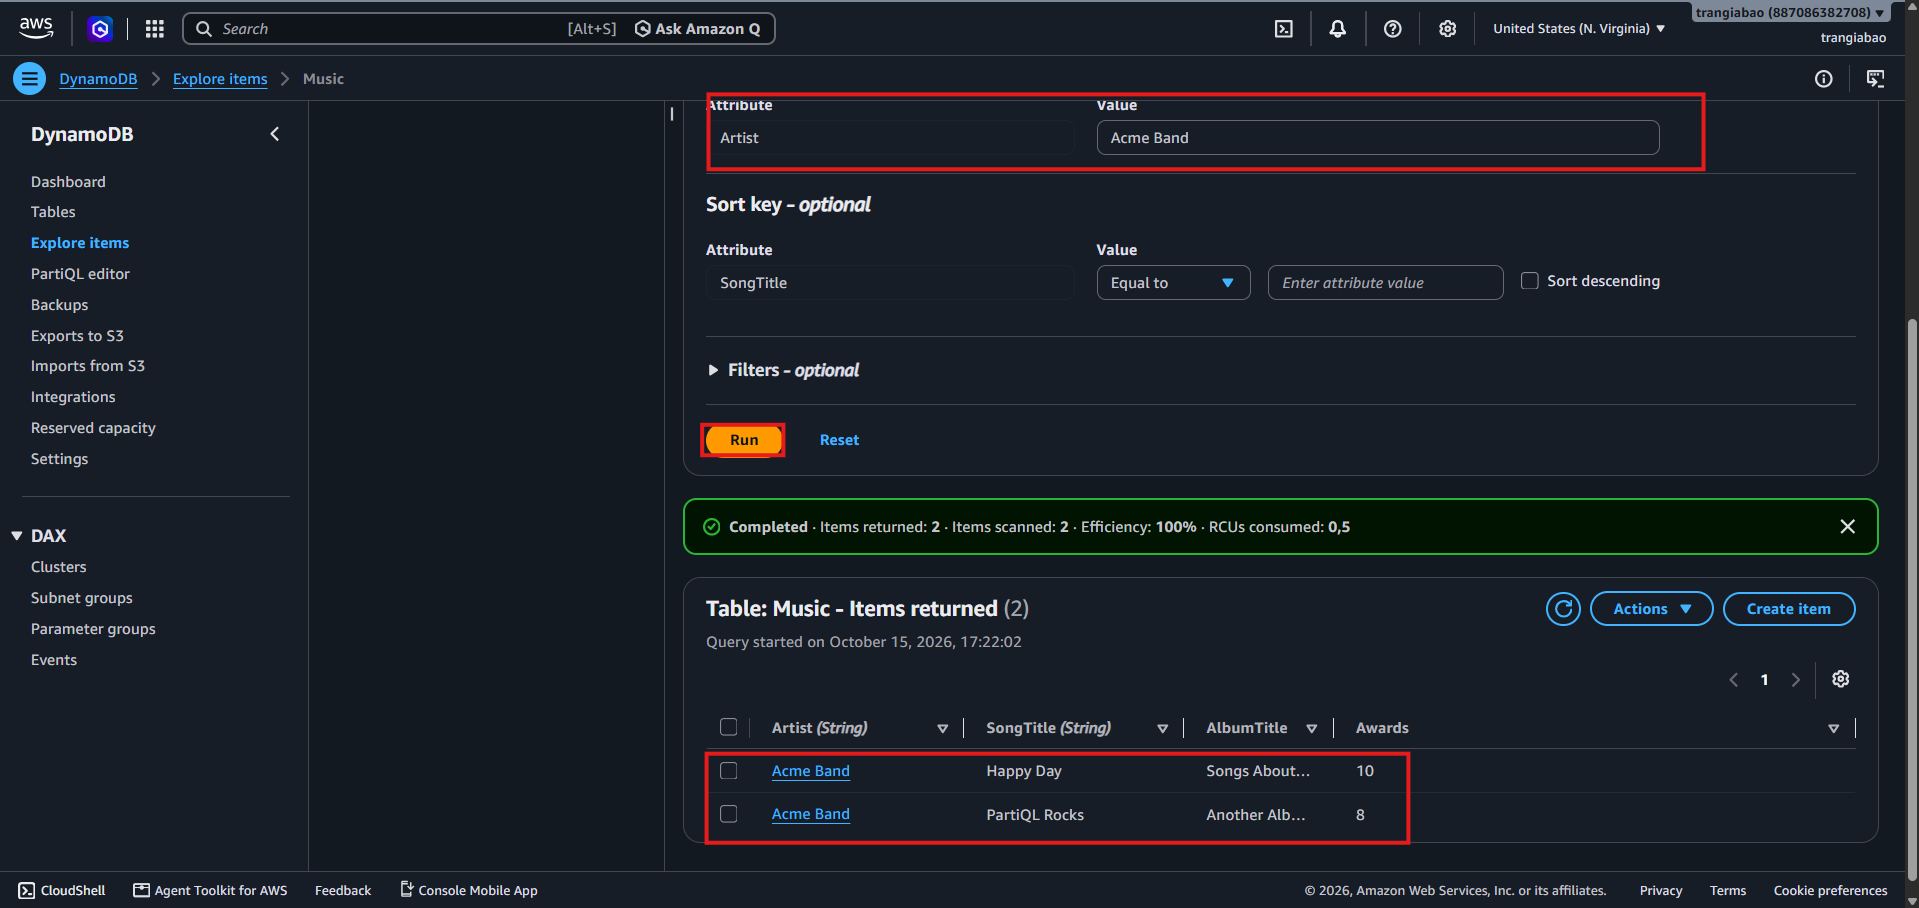 aws
Search [Alt+S] Ask Amazon Q
United States (N. Virginia) ▼
trangiabao (887086382708) ▼
trangiabao
DynamoDB > Explore items > Music
DynamoDB
Dashboard
Tables
Explore items
PartiQL editor
Backups
Exports to S3
Imports from S3
Integrations
Reserved capacity
Settings
▼ DAX
Clusters
Subnet groups
Parameter groups
Events
Attribute Value
Artist Acme Band
Sort key - optional
Attribute Value
SongTitle Equal to Enter attribute value Sort descending
Filters - optional
Run Reset
Completed · Items returned: 2 · Items scanned: 2 · Efficiency: 100% · RCUs consumed: 0,5
Table: Music - Items returned (2) Actions Create item
Query started on October 15, 2026, 17:22:02
1
Artist (String) SongTitle (String) AlbumTitle Awards
Acme Band Happy Day Songs About... 10
Acme Band PartiQL Rocks Another Alb... 8
CloudShell Agent Toolkit for AWS Feedback Console Mobile App © 2026, Amazon Web Services, Inc. or its affiliates. Privacy Terms Cookie preferences